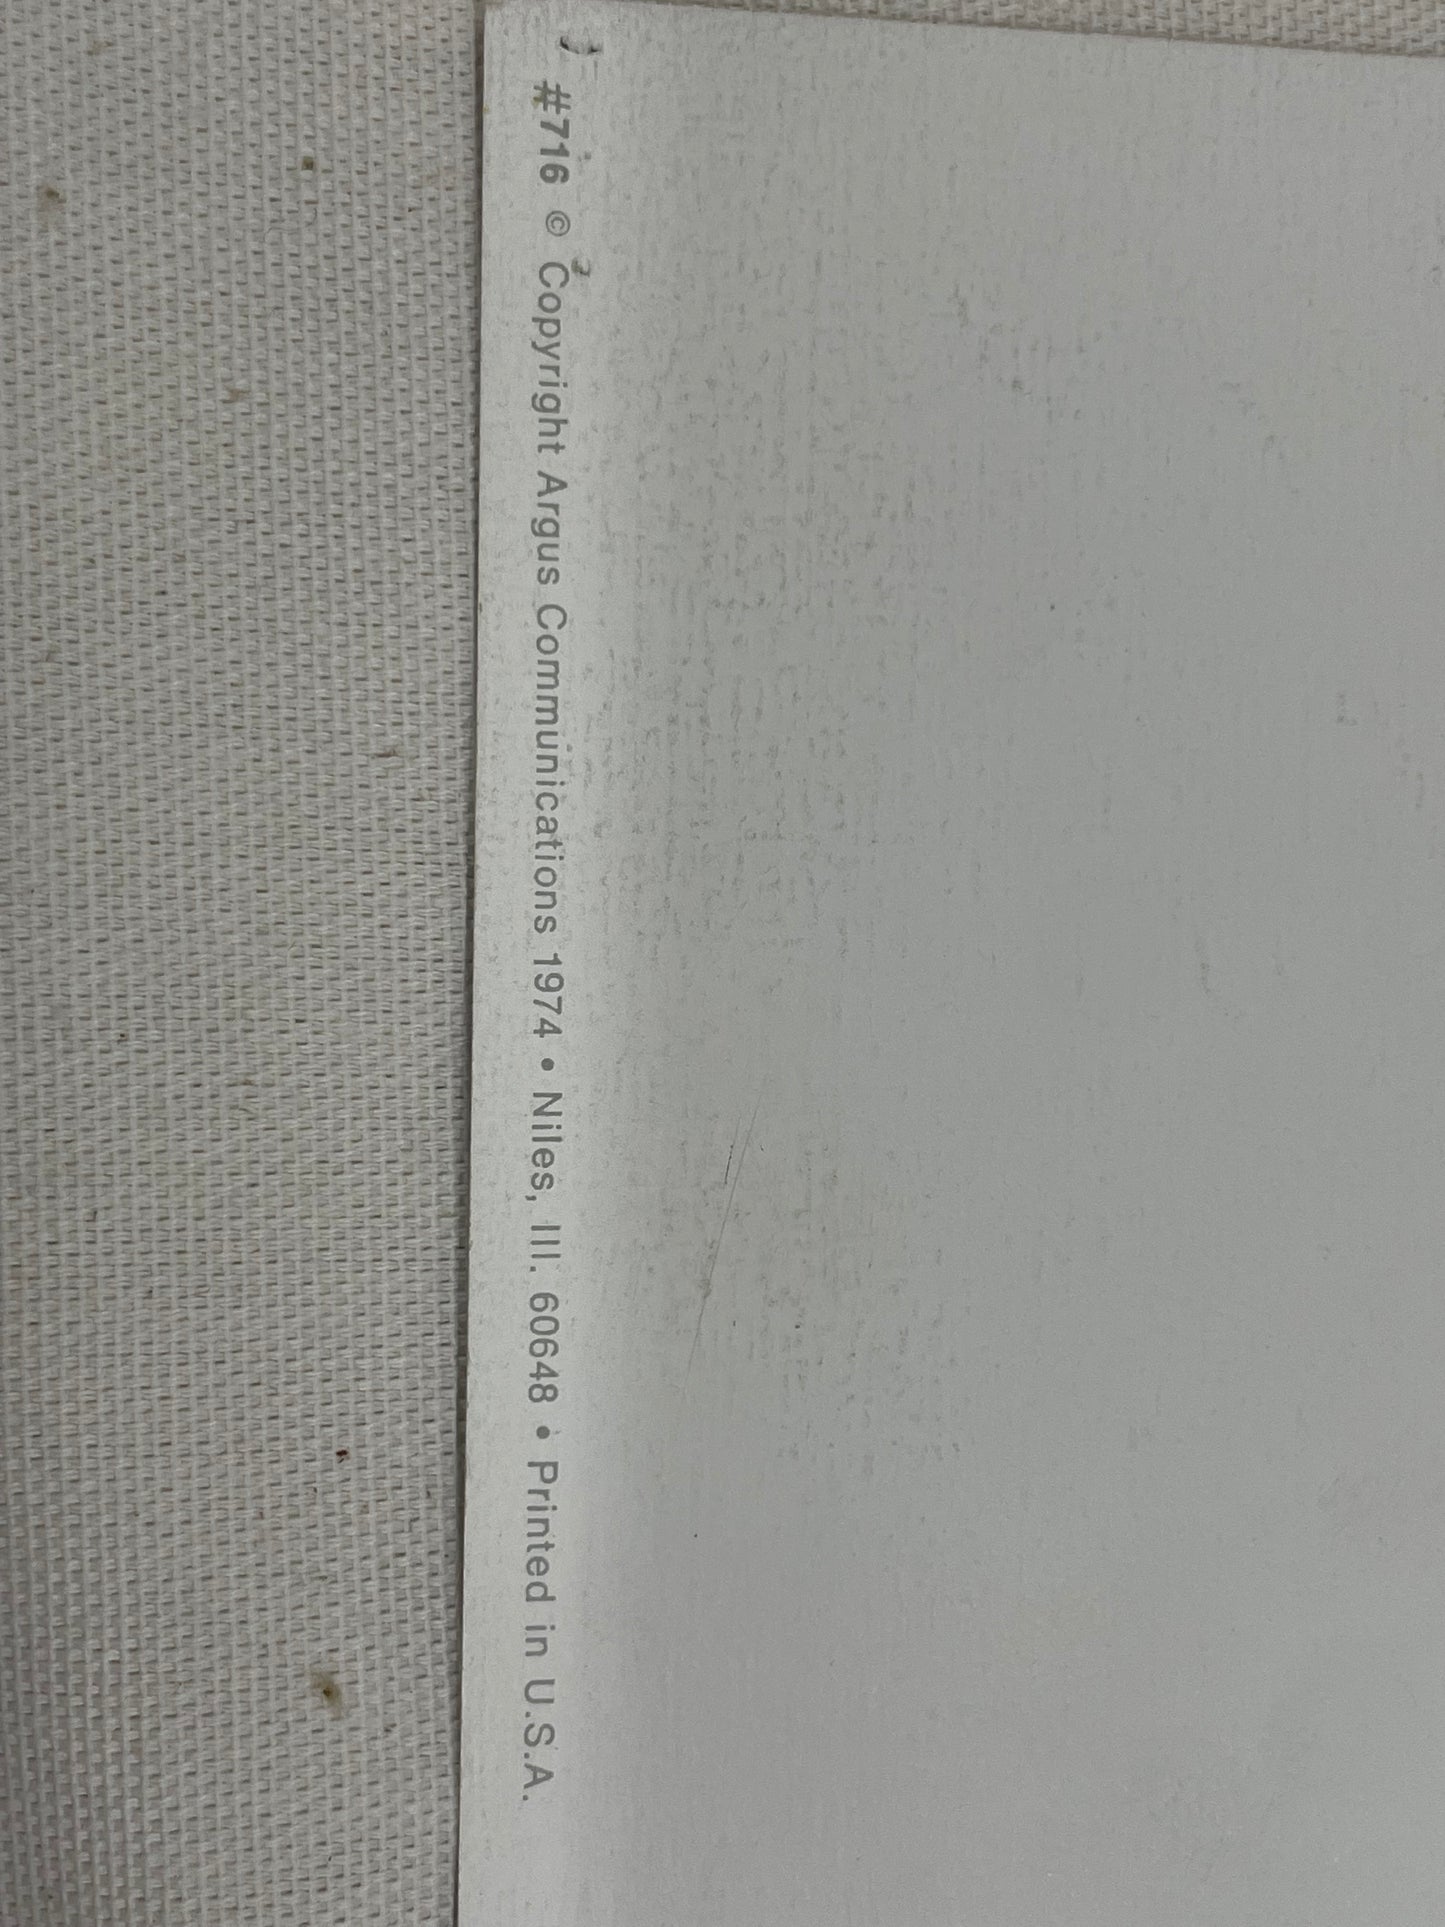 #716 © Copyright Argus Communications 1974 • Niles, Ill. 60648 • Printed in U.S.A.